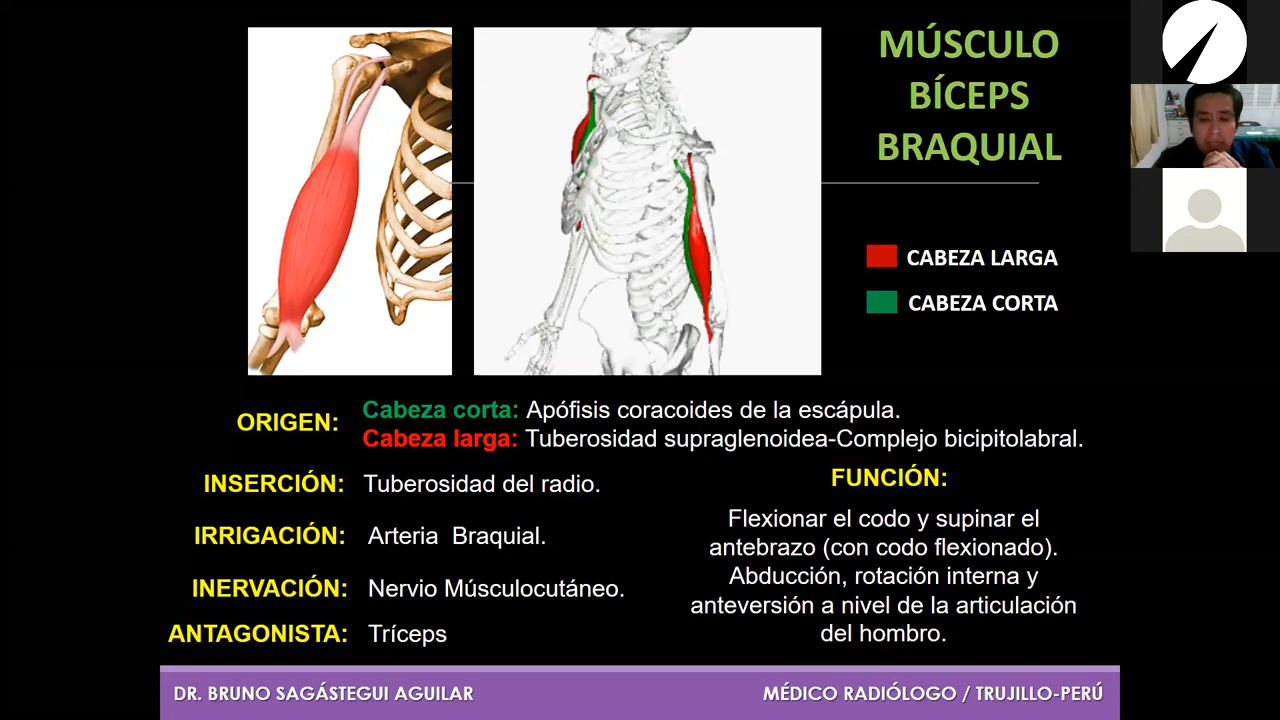 MÚSCULO
BÍCEPS
BRAQUIAL
CABEZA LARGA
CABEZA CORTA
ORIGEN:
Cabeza corta: Apófisis coracoides de la escápula.
Cabeza larga: Tuberosidad supraglenoidea-Complejo bicipitolabral.
INSERCIÓN: Tuberosidad del radio.
IRRIGACIÓN: Arteria Braquial.
INERVACIÓN: Nervio Músculocutáneo.
ANTAGONISTA: Tríceps
FUNCIÓN:
Flexionar el codo y supinar el
antebrazo (con codo flexionado).
Abducción, rotación interna y
anteversión a nivel de la articulación
del hombro.
DR. BRUNO SAGÁSTEGUI AGUILAR
MÉDICO RADIÓLOGO / TRUJILLO-PERÚ